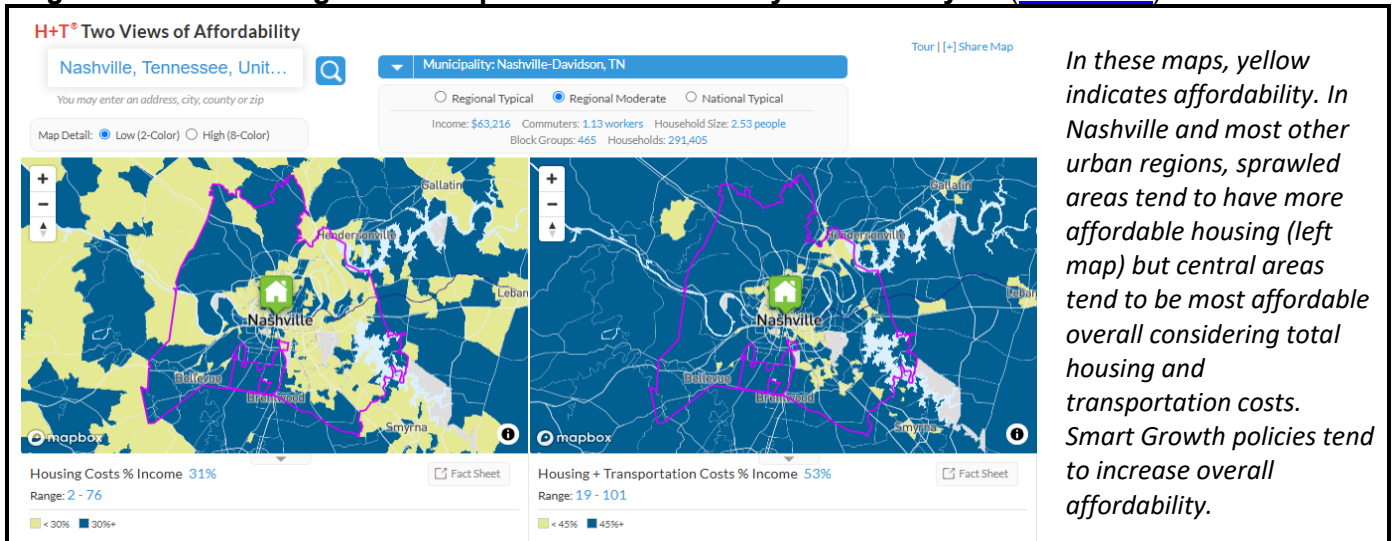 H+T® Two Views of Affordability
Nashville, Tennessee, Unit...
You may enter an address, city, county or zip
Map Detail: Low (2-Color) High (8-Color)
Tour | [+] Share Map
Municipality: Nashville-Davidson, TN
Regional Typical Regional Moderate National Typical
Income: $63,216 Commuters: 1.13 workers Household Size: 2.53 people
Block Groups: 465 Households: 291,405
+
−
Gallatin
Hendersonville
Leban
Nashville
Bellevue
Brentwood
Smyrna
mapbox
Housing Costs % Income 31%
Fact Sheet
Range: 2 - 76
< 30% 30%+
+
−
Gallatin
Hendersonville
Leban
Nashville
Bellevue
Brentwood
Smyrna
mapbox
Housing + Transportation Costs % Income 53%
Fact Sheet
Range: 19 - 101
< 45% 45%+
In these maps, yellow
indicates affordability. In
Nashville and most other
urban regions, sprawled
areas tend to have more
affordable housing (left
map) but central areas
tend to be most affordable
overall considering total
housing and
transportation costs.
Smart Growth policies tend
to increase overall
affordability.